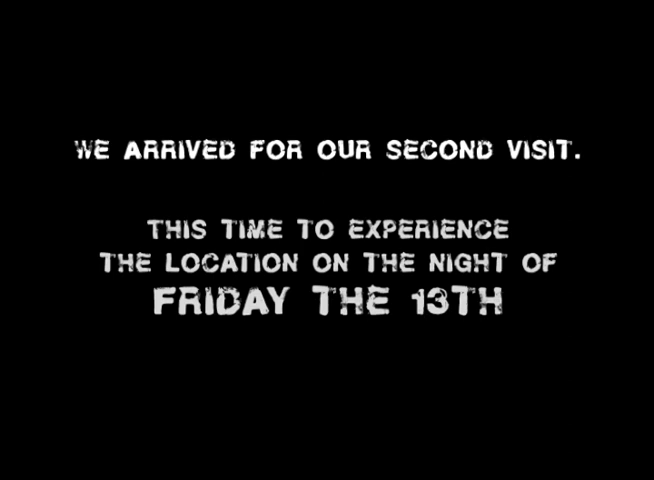 WE ARRIVED FOR OUR SECOND VISIT.
THIS TIME TO EXPERIENCE
THE LOCATION ON THE NIGHT OF
FRIDAY THE 13TH